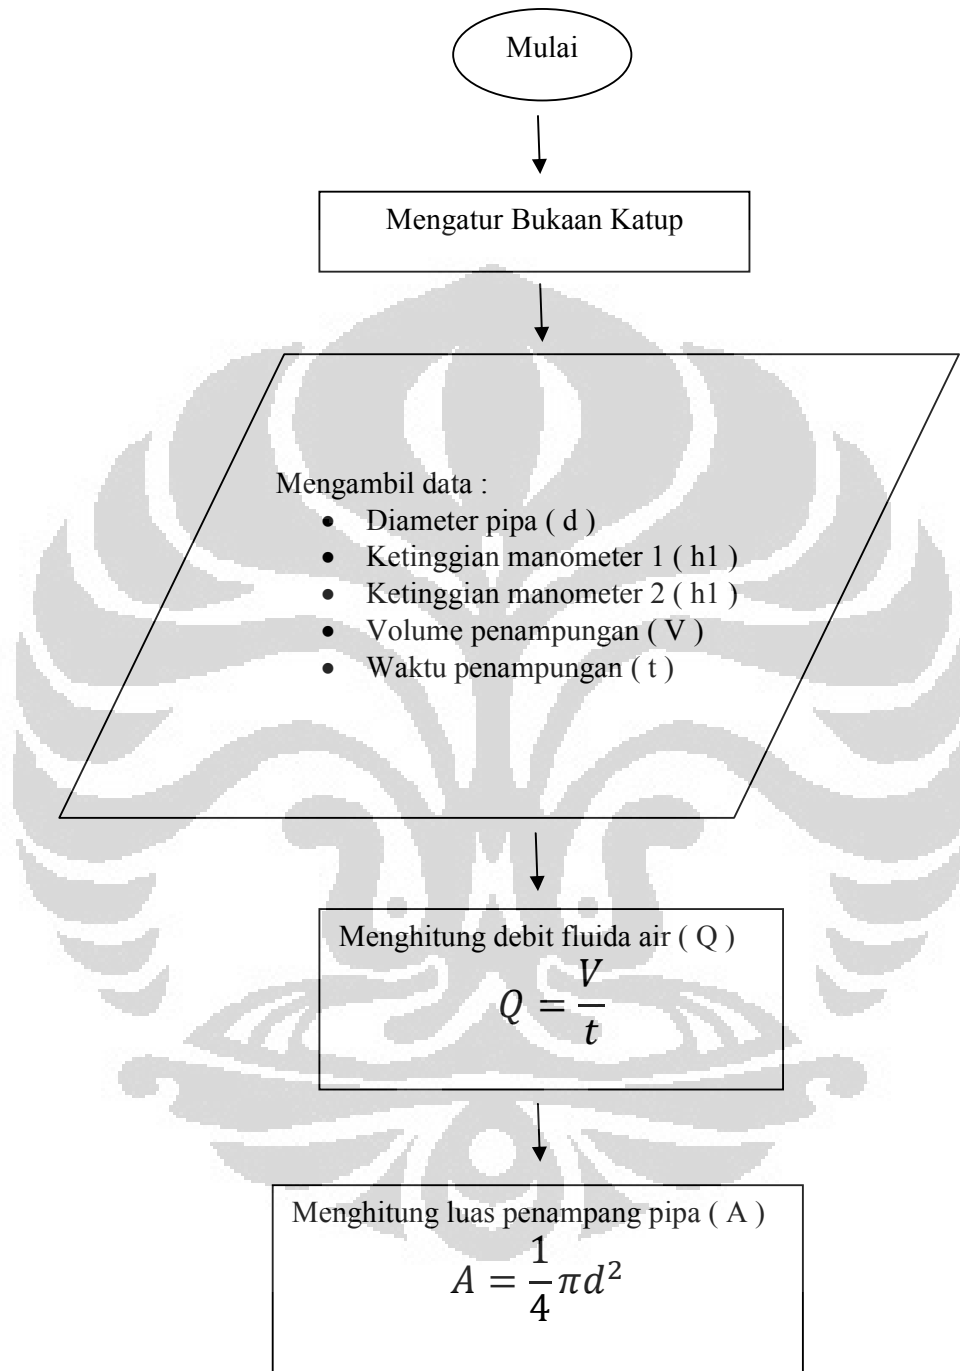 Mulai
Mengatur Bukaan Katup
Mengambil data :
• Diameter pipa ( d )
• Ketinggian manometer 1 ( h1 )
• Ketinggian manometer 2 ( h1 )
• Volume penampungan ( V )
• Waktu penampungan ( t )
Menghitung debit fluida air ( Q )
Q = V/t
Menghitung luas penampang pipa ( A )
A = 1/4 πd²